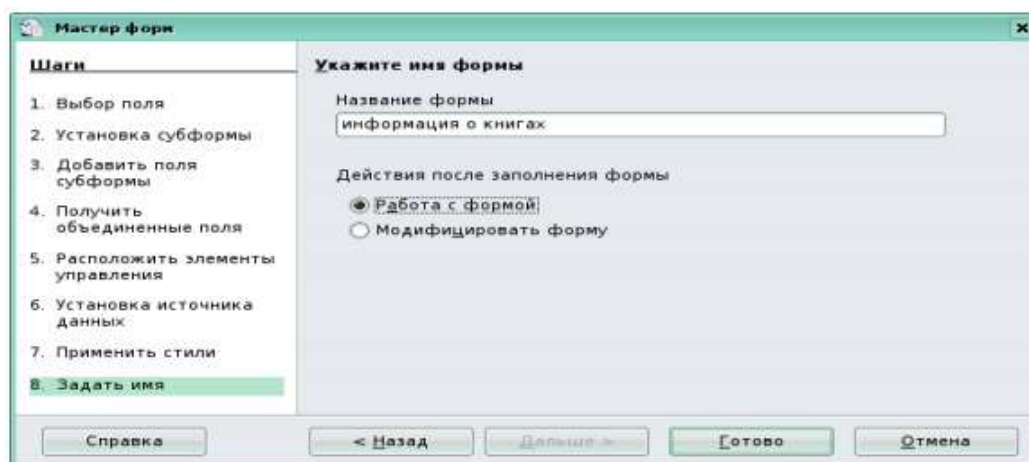 Мастер форм
Шаги
1. Выбор поля
2. Установка субформы
3. Добавить поля
субформы
4. Получить
объединенные поля
5. Расположить элементы
управления
6. Установка источника
данных
7. Применить стили
8. Задать имя
Укажите имя формы
Название формы
информация о книгах
Действия после заполнения формы
Работа с формой
Модифицировать форму
Справка
< Назад
Дальше >
Готово
Отмена